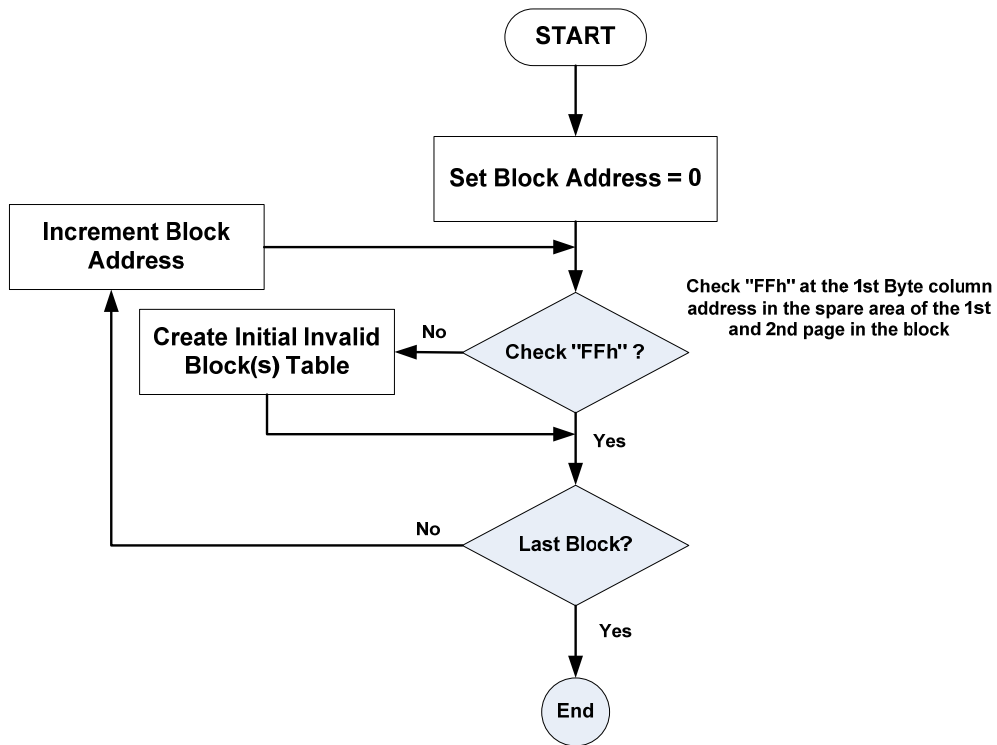 START
Set Block Address = 0
Increment Block
Address
Check "FFh" at the 1st Byte column
address in the spare area of the 1st
and 2nd page in the block
Create Initial Invalid
Block(s) Table
No
Check "FFh" ?
Yes
No
Last Block?
Yes
End